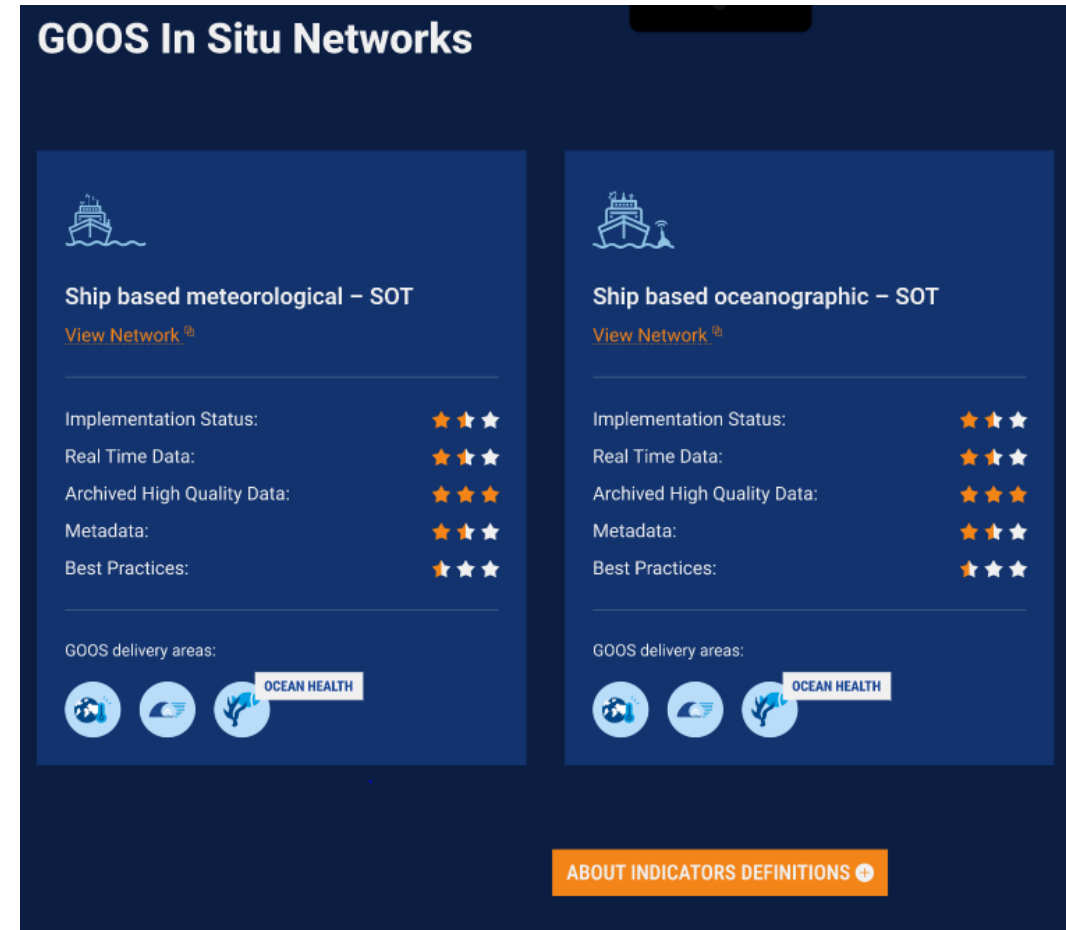 GOOS In Situ Networks
Ship based meteorological – SOT
View Network
Implementation Status:
Real Time Data:
Archived High Quality Data:
Metadata:
Best Practices:
GOOS delivery areas:
OCEAN HEALTH
Ship based oceanographic – SOT
View Network
Implementation Status:
Real Time Data:
Archived High Quality Data:
Metadata:
Best Practices:
GOOS delivery areas:
OCEAN HEALTH
ABOUT INDICATORS DEFINITIONS